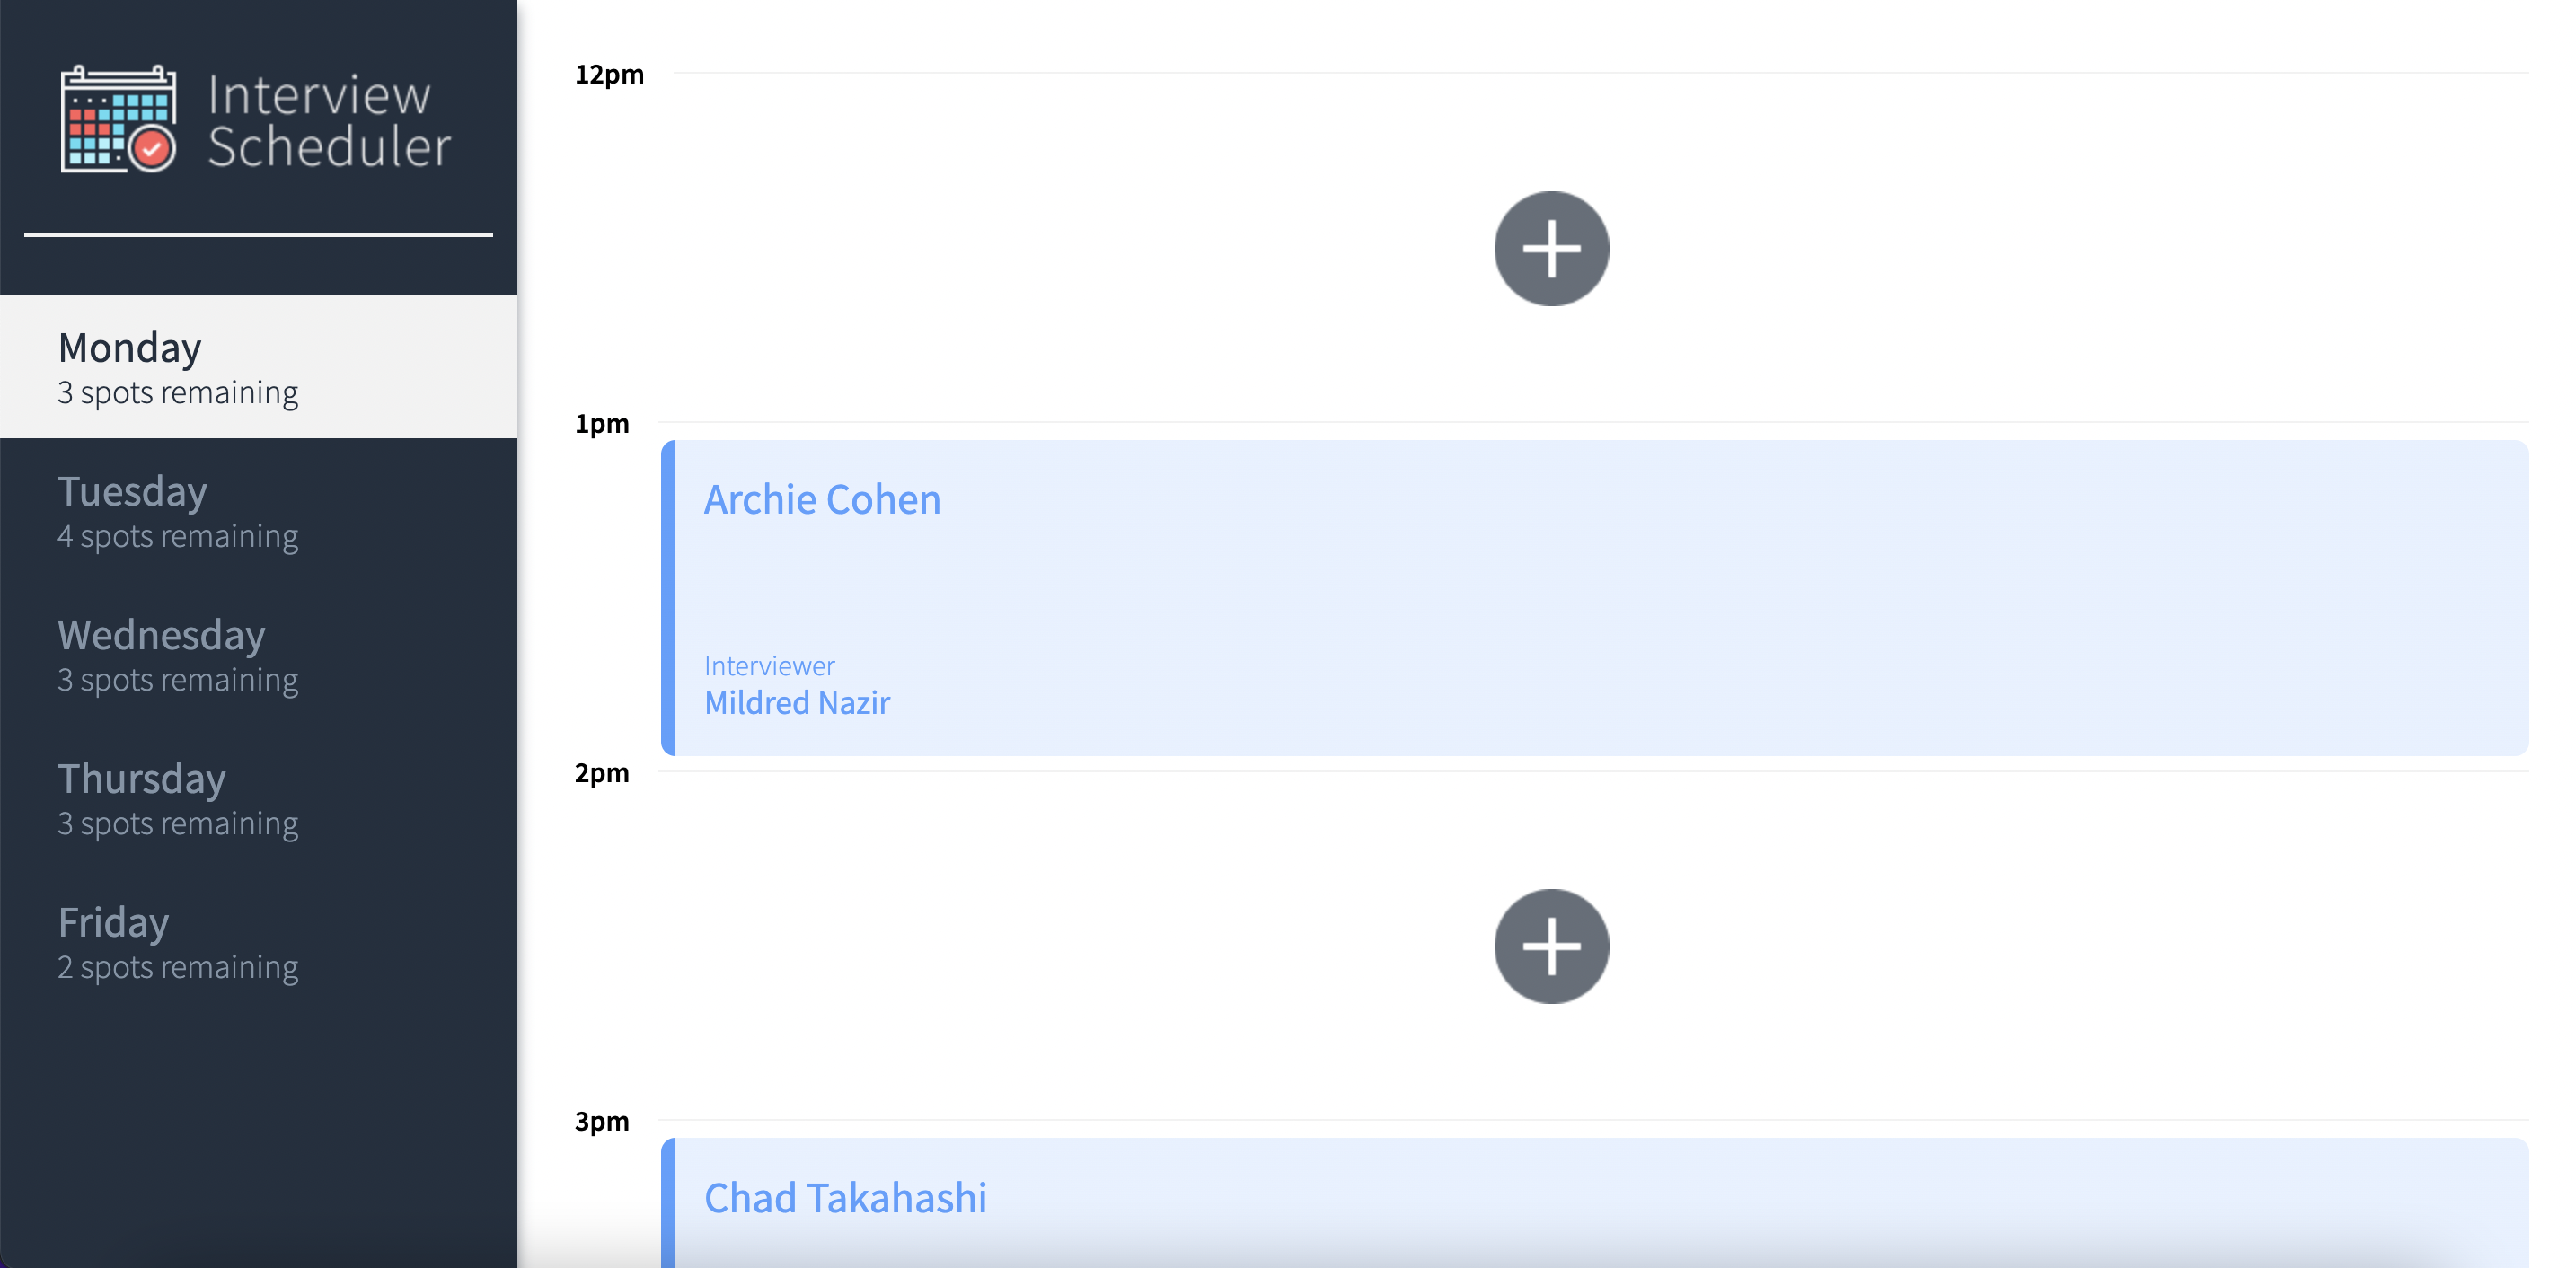 Interview
Scheduler
Monday
3 spots remaining
Tuesday
4 spots remaining
Wednesday
3 spots remaining
Thursday
3 spots remaining
Friday
2 spots remaining
12pm
1pm
Archie Cohen
Interviewer
Mildred Nazir
2pm
3pm
Chad Takahashi